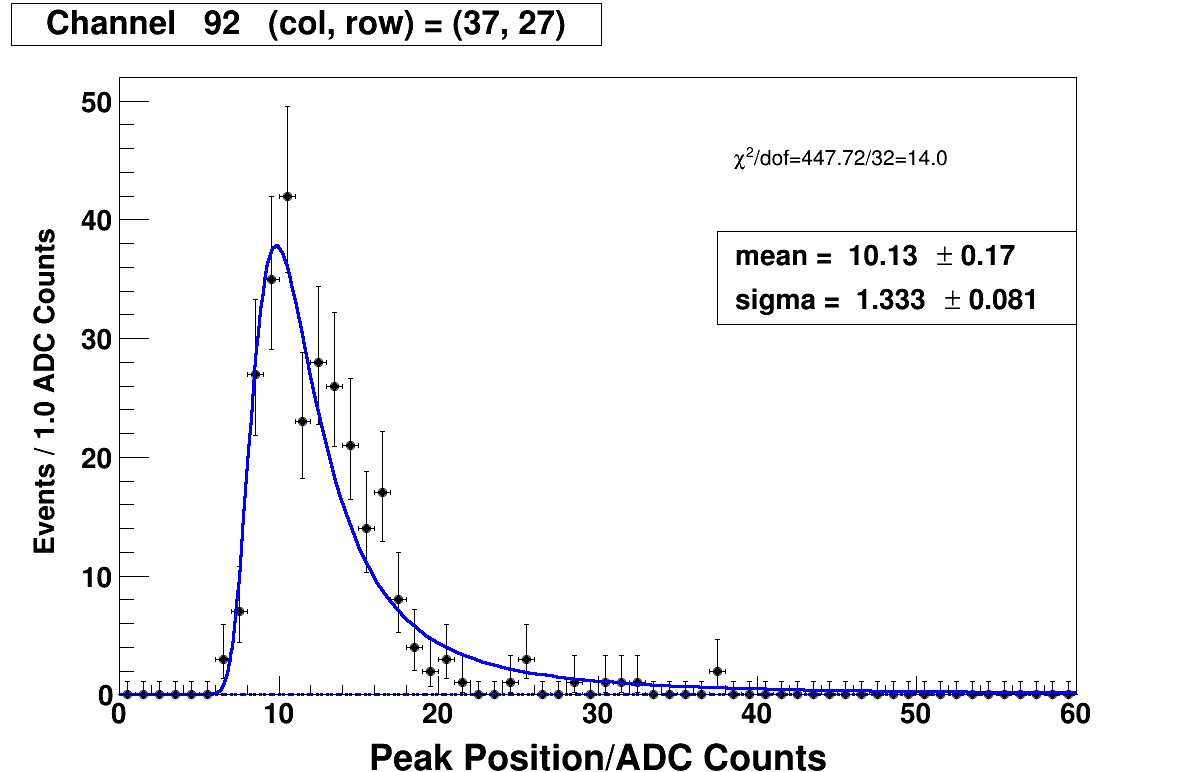 Channel 92 (col, row) = (37, 27)
50
40
30
20
10
0
Events / 1.0 ADC Counts
χ²/dof=447.72/32=14.0
mean = 10.13 ± 0.17
sigma = 1.333 ± 0.081
0 10 20 30 40 50 60
Peak Position/ADC Counts